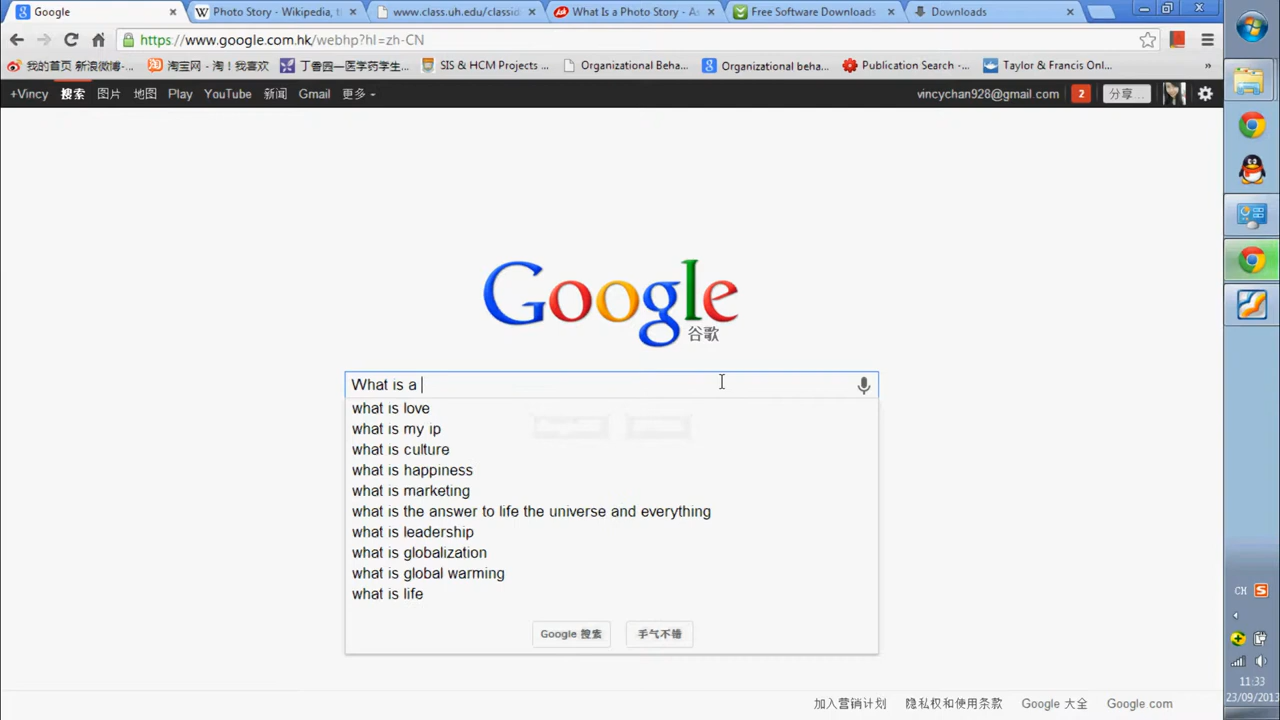 Google
Photo Story - Wikipedia, t
www.class.uh.edu/classid
What Is a Photo Story - As
Free Software Downloads
Downloads
https://www.google.com.hk/webhp?hl=zh-CN
我的首页 新浪微博-...
淘宝网 - 淘！我喜欢
丁香园—医学药学生...
SIS & HCM Projects ...
Organizational Beha...
Organizational beha...
Publication Search -...
Taylor & Francis Onl...
»
+Vincy 搜索 图片 地图 Play YouTube 新闻 Gmail 更多
vincychan926@gmail.com 2 分享...
Google
谷歌
What is a
what is love
what is my ip
what is culture
what is happiness
what is marketing
what is the answer to life the universe and everything
what is leadership
what is globalization
what is global warming
what is life
Google 搜索
手气不错
加入营销计划 隐私权和使用条款 Google 大全 Google com
CH
11:33
23/09/2013